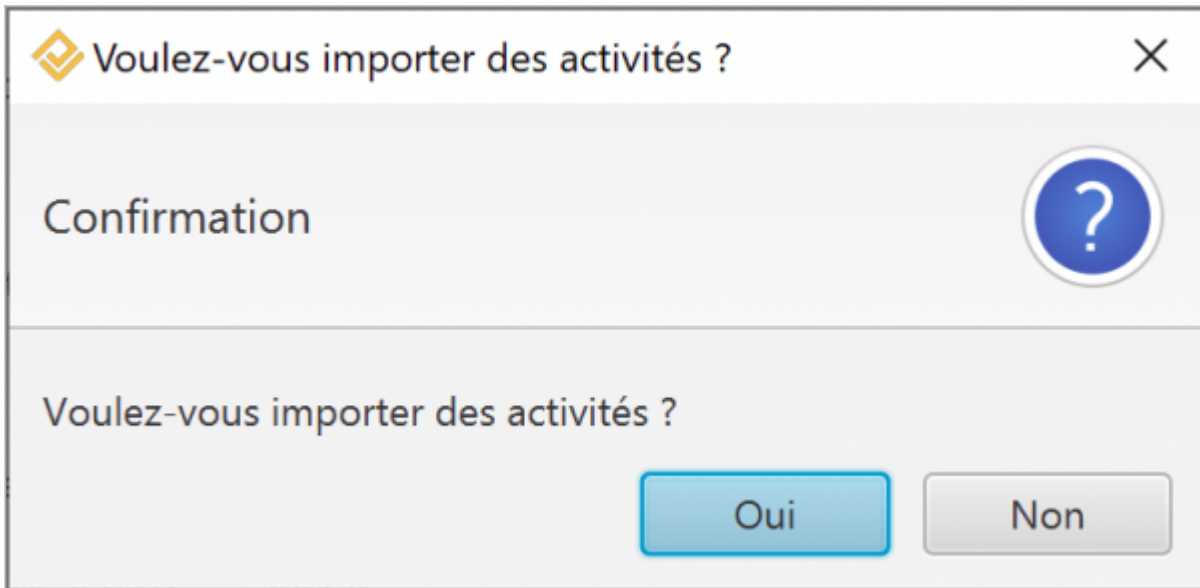 Voulez-vous importer des activités ?
Confirmation
?
Voulez-vous importer des activités ?
Oui
Non